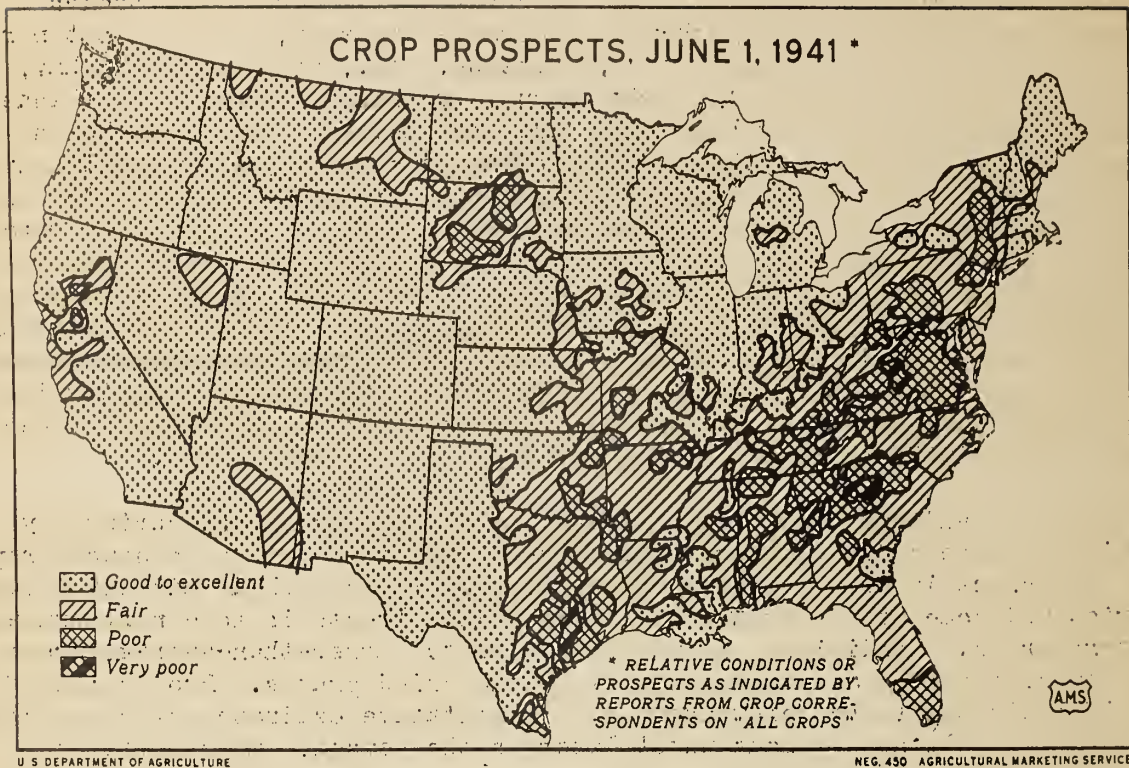 CROP PROSPECTS, JUNE 1, 1941 *
Good to excellent
Fair
Poor
Very poor
* RELATIVE CONDITIONS OR
PROSPECTS AS INDICATED BY
REPORTS FROM CROP CORRE-
SPONDENTS ON "ALL CROPS"
A.M.S.
U S DEPARTMENT OF AGRICULTURE
NEG. 450 AGRICULTURAL MARKETING SERVICE